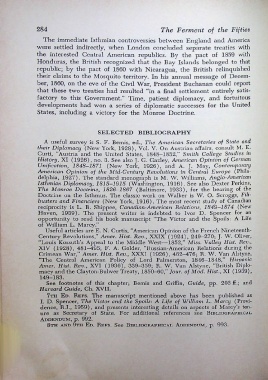 284 The Ferment of the Fifties
The immediate Isthmian controversies between England and America
were settled indirectly, when London concluded separate treaties with
the interested Central American republics. By the pact of 1859 with
Honduras, the British recognized that the Bay Islands belonged to that
republic; by the pact of 1860 with Nicaragua, the British relinquished
their claims to the Mosquito territory. In his annual message of Decem-
ber, 1860, on the eve of the Civil War, President Buchanan could report
that these two treaties had resulted "in a final settlement entirely satis-
factory to this Government." Time, patient diplomacy, and fortuitous
developments had won a series of diplomatic successes for the United
States, including a victory for the Monroe Doctrine.
SELECTED BIBLIOGRAPHY
A useful survey is S. F. Bemis, ed., The American Secretaries of State and
their Diplomacy (New York, 1928), Vol. V. On Austrian affairs, consult M. E.
Curti, "Austria and the United States, 1848–1852," Smith College Studies in
History, XI (1926), no. 3. See also J. G. Gazley, American Opinion of German
Unification, 1848–1871 (New York, 1926), and A. J. May, Contemporary
American Opinion of the Mid-Century Revolutions in Central Europe (Phila-
delphia, 1927). The standard monograph is M. W. Williams, Anglo-American
Isthmian Diplomacy, 1815–1915 (Washington, 1916). See also Dexter Perkins,
The Monroe Doctrine, 1826–1867 (Baltimore, 1933), for the bearing of the
Doctrine on the Isthmus. The classic work on Walker is W. O. Scroggs, Fili-
busters and Financiers (New York, 1916). The most recent study of Canadian
reciprocity is L. B. Shippee, Canadian-American Relations, 1849–1874 (New
Haven, 1939). The present writer is indebted to Ivor D. Spencer for an
opportunity to read his book manuscript "The Victor and the Spoils: A Life
of William L. Marcy."
Useful articles are E. N. Curtis, "American Opinion of the French Nineteenth-
Century Revolutions," Amer. Hist. Rev., XXIX (1924), 249–270; J. W. Oliver,
"Louis Kossuth's Appeal to the Middle West—1852," Miss. Valley Hist. Rev.,
XIV (1928), 481–495; F. A. Golder, "Russian-American Relations during the
Crimean War," Amer. Hist. Rev., XXXI (1926), 462–476; R. W. Van Alstyne,
"The Central American Policy of Lord Palmerston, 1846–1848," Hispanic
Amer. Hist. Rev., XVI (1936), 339–359; R. W. Van Alstyne, "British Diplo-
macy and the Clayton-Bulwer Treaty, 1850–60," Jour. of Mod. Hist., XI (1939),
149–183.
See footnotes of this chapter, Bemis and Griffin, Guide, pp. and
Harvard Guide, Ch. XVII.
7TH ED. REFS. The manuscript mentioned above has been published as
I. D. Spencer, The Victor and the Spoils: A Life of William L. Marcy (Provi-
dence, R.I., 1959), and presents interesting details on aspects of Marcy's ten-
ure as Secretary of State. For additional references see BIBLIOGRAPHICAL
ADDENDUM, p. 992.
8TH AND 9TH ED. REFS. SEE BIBLIOGRAPHICAL ADDENDUM, p. 993